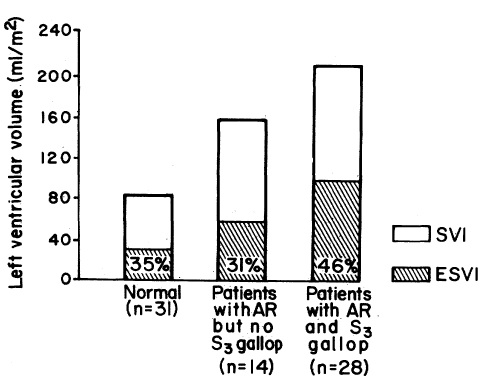 Left ventricular volume (ml/m²)
240
200
160
120
80
40
0
35%
31%
46%
Normal
(n=31)
Patients
with AR
but no
S₃ gallop
(n=14)
Patients
with AR
and S₃
gallop
(n=28)
SVI
ESVI